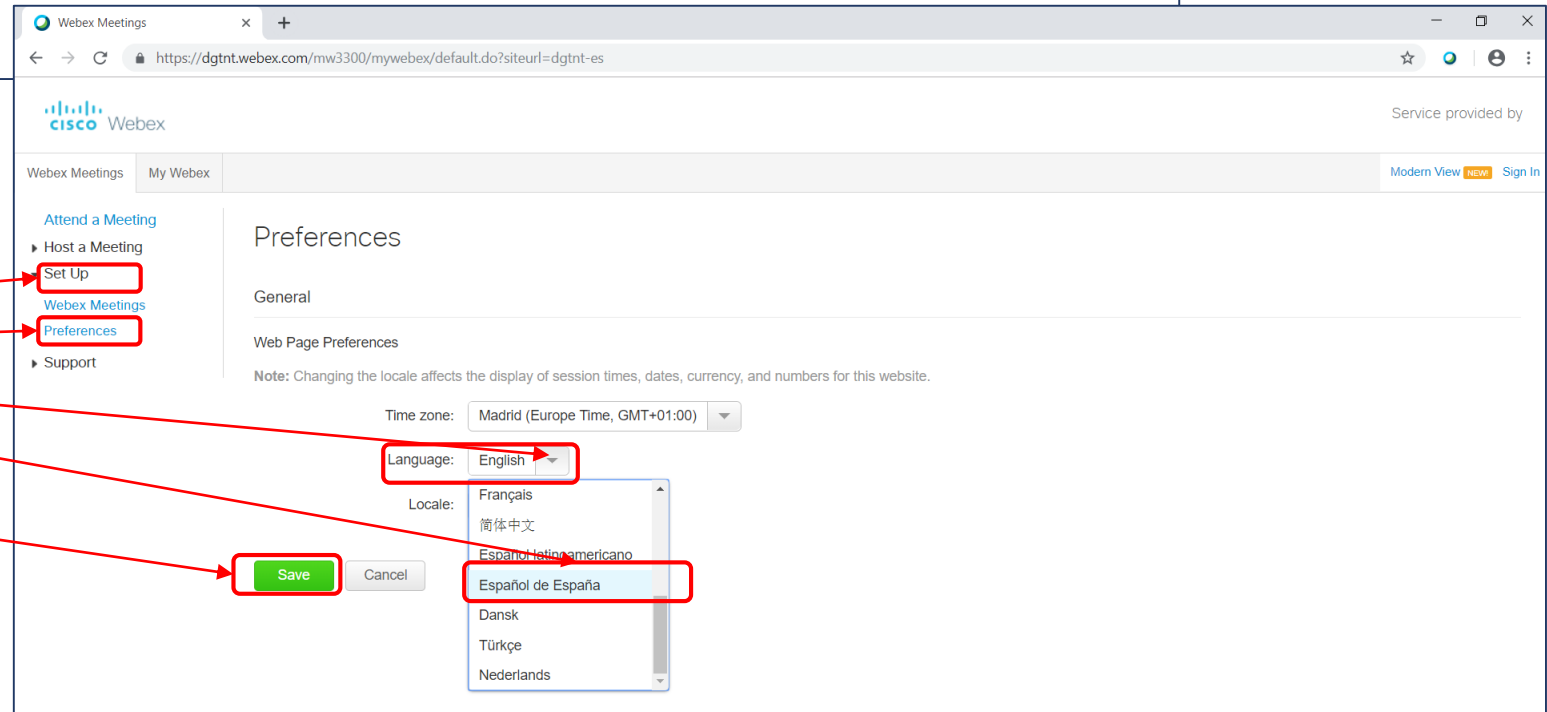 Webex Meetings
https://dgtnt.webex.com/mw3300/mywebex/default.do?siteurl=dgtnt-es
cisco Webex
Service provided by
Webex Meetings
My Webex
Modern View NEW! Sign In
Attend a Meeting
Host a Meeting
Set Up
Webex Meetings
Preferences
Support
Preferences
General
Web Page Preferences
Note: Changing the locale affects the display of session times, dates, currency, and numbers for this website.
Time zone: Madrid (Europe Time, GMT+01:00)
Language: English
Locale:
Français
简体中文
Español latinoamericano
Español de España
Dansk
Türkçe
Nederlands
Save
Cancel